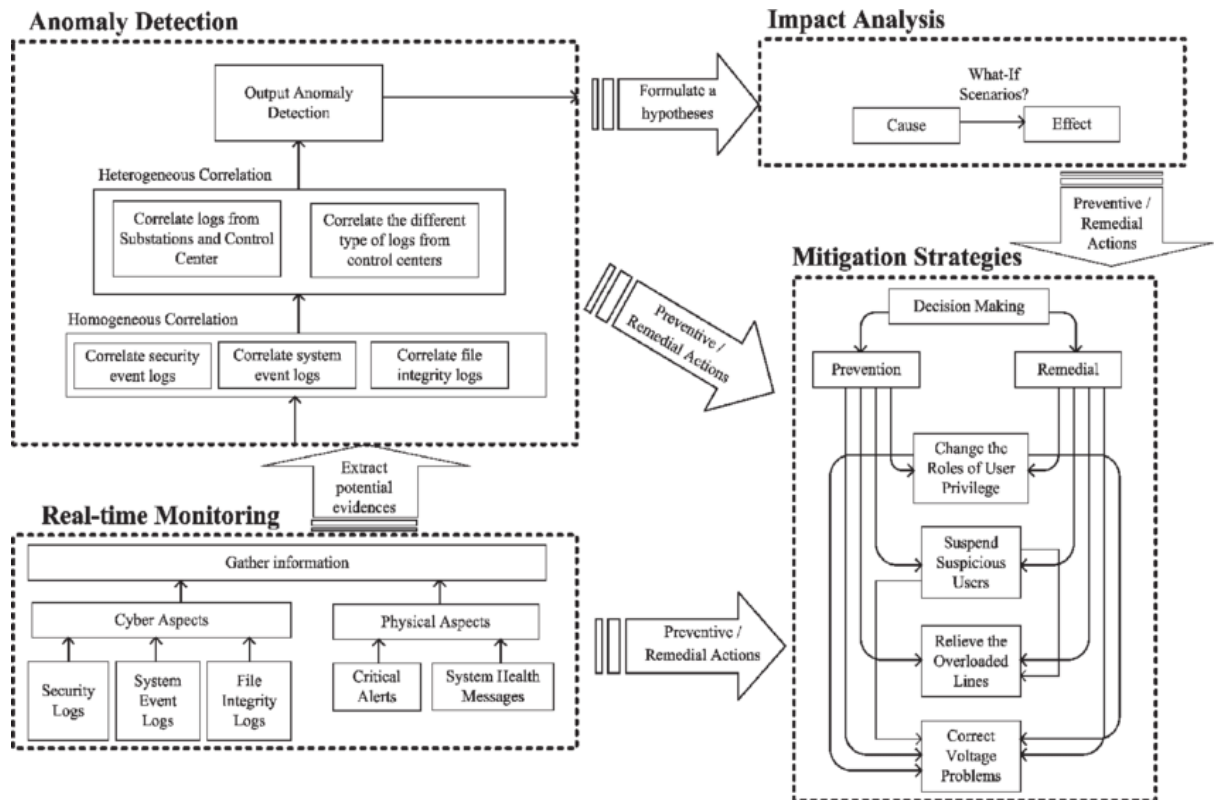 Anomaly Detection
Output Anomaly
Detection
Heterogeneous Correlation
Correlate logs from
Substations and Control
Center
Correlate the different
type of logs from
control centers
Homogeneous Correlation
Correlate security
event logs
Correlate system
event logs
Correlate file
integrity logs
Formulate a
hypotheses
Impact Analysis
What-If
Scenarios?
Cause
Effect
Preventive /
Remedial
Actions
Preventive /
Remedial Actions
Extract
potential
evidences
Real-time Monitoring
Gather information
Cyber Aspects
Physical Aspects
Security
Logs
System
Event
Logs
File
Integrity
Logs
Critical
Alerts
System Health
Messages
Preventive /
Remedial Actions
Mitigation Strategies
Decision Making
Prevention
Remedial
Change the
Roles of User
Privilege
Suspend
Suspicious
Users
Relieve the
Overloaded
Lines
Correct
Voltage
Problems